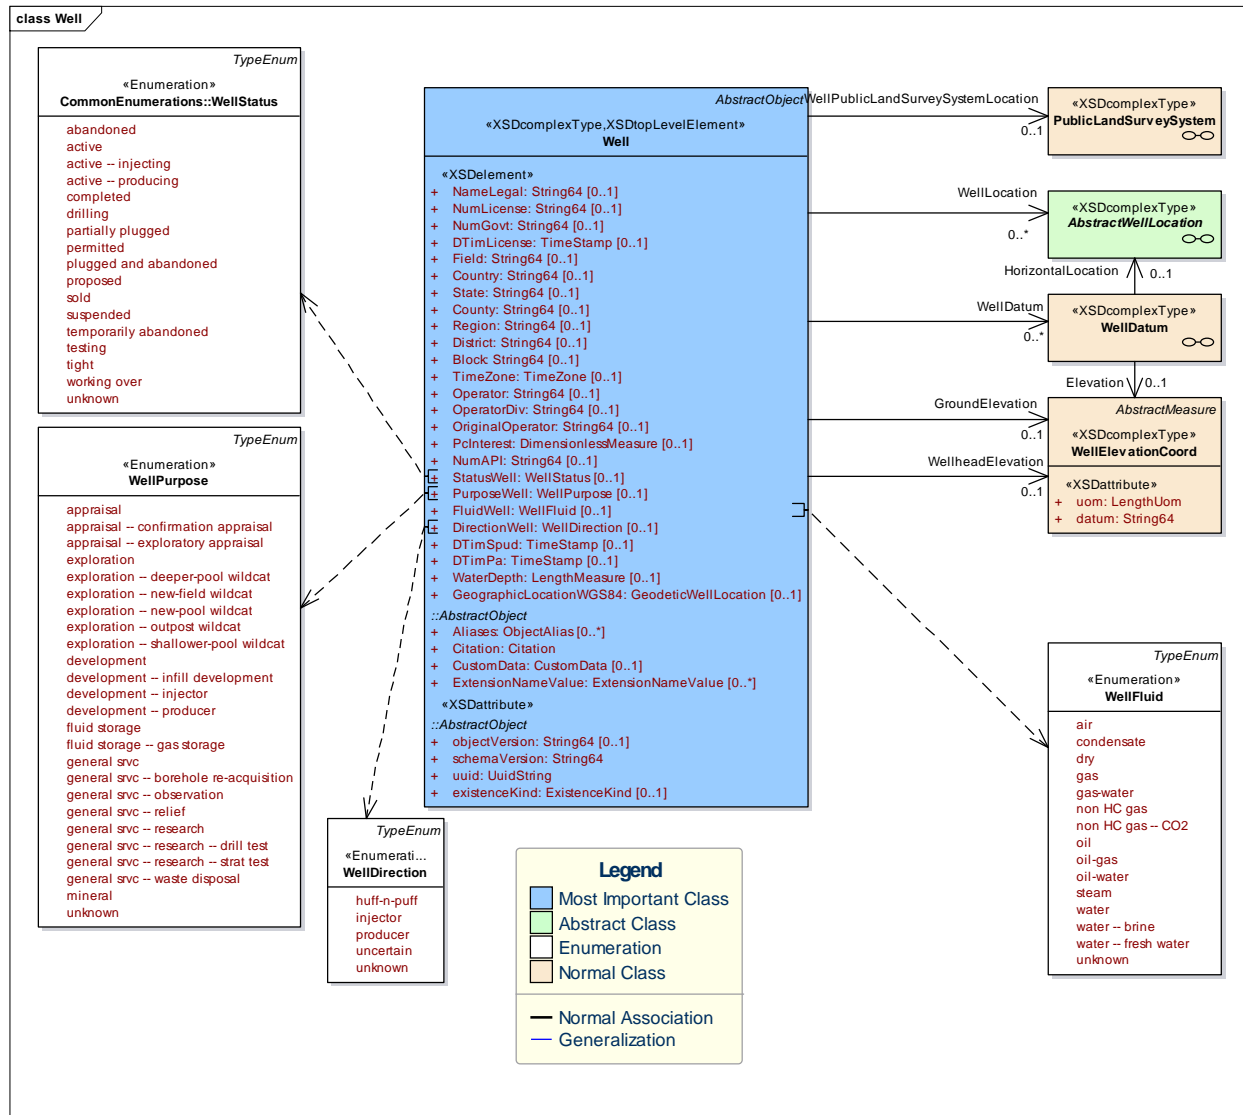 class Well
TypeEnum
«Enumeration»
CommonEnumerations::WellStatus
abandoned
active
active -- injecting
active -- producing
completed
drilling
partially plugged
permitted
plugged and abandoned
proposed
sold
suspended
temporarily abandoned
testing
tight
working over
unknown
TypeEnum
«Enumeration»
WellPurpose
appraisal
appraisal -- confirmation appraisal
appraisal -- exploratory appraisal
exploration
exploration -- deeper-pool wildcat
exploration -- new-field wildcat
exploration -- new-pool wildcat
exploration -- outpost wildcat
exploration -- shallower-pool wildcat
development
development -- infill development
development -- injector
development -- producer
fluid storage
fluid storage -- gas storage
general srvc
general srvc -- borehole re-acquisition
general srvc -- observation
general srvc -- relief
general srvc -- research
general srvc -- research -- drill test
general srvc -- research -- strat test
general srvc -- waste disposal
mineral
unknown
AbstractObject
«XSDcomplexType,XSDtopLevelElement»
Well
«XSDelement»
+ NameLegal: String64 [0..1]
+ NumLicense: String64 [0..1]
+ NumGovt: String64 [0..1]
+ DTimLicense: TimeStamp [0..1]
+ Field: String64 [0..1]
+ Country: String64 [0..1]
+ State: String64 [0..1]
+ County: String64 [0..1]
+ Region: String64 [0..1]
+ District: String64 [0..1]
+ Block: String64 [0..1]
+ TimeZone: TimeZone [0..1]
+ Operator: String64 [0..1]
+ OperatorDiv: String64 [0..1]
+ OriginalOperator: String64 [0..1]
+ PcInterest: DimensionlessMeasure [0..1]
+ NumAPI: String64 [0..1]
+ StatusWell: WellStatus [0..1]
+ PurposeWell: WellPurpose [0..1]
+ FluidWell: WellFluid [0..1]
+ DirectionWell: WellDirection [0..1]
+ DTimSpud: TimeStamp [0..1]
+ DTimPa: TimeStamp [0..1]
+ WaterDepth: LengthMeasure [0..1]
+ GeographicLocationWGS84: GeodeticWellLocation [0..1]
::AbstractObject
+ Aliases: ObjectAlias [0..*]
+ Citation: Citation
+ CustomData: CustomData [0..1]
+ ExtensionNameValue: ExtensionNameValue [0..*]
«XSDattribute»
::AbstractObject
+ objectVersion: String64 [0..1]
+ schemaVersion: String64
+ uuid: UuidString
+ existenceKind: ExistenceKind [0..1]
WellPublicLandSurveySystemLocation
0..1
«XSDcomplexType»
PublicLandSurveySystem
WellLocation
0..*
«XSDcomplexType»
AbstractWellLocation
HorizontalLocation
0..1
WellDatum
0..*
«XSDcomplexType»
WellDatum
Elevation
0..1
GroundElevation
0..1
WellheadElevation
0..1
AbstractMeasure
«XSDcomplexType»
WellElevationCoord
«XSDattribute»
+ uom: LengthUom
+ datum: String64
TypeEnum
«Enumerati...
WellDirection
huff-n-puff
injector
producer
uncertain
unknown
TypeEnum
«Enumeration»
WellFluid
air
condensate
dry
gas
gas-water
non HC gas
non HC gas -- CO2
oil
oil-gas
oil-water
steam
water
water -- brine
water -- fresh water
unknown
Legend
Most Important Class
Abstract Class
Enumeration
Normal Class
Normal Association
Generalization